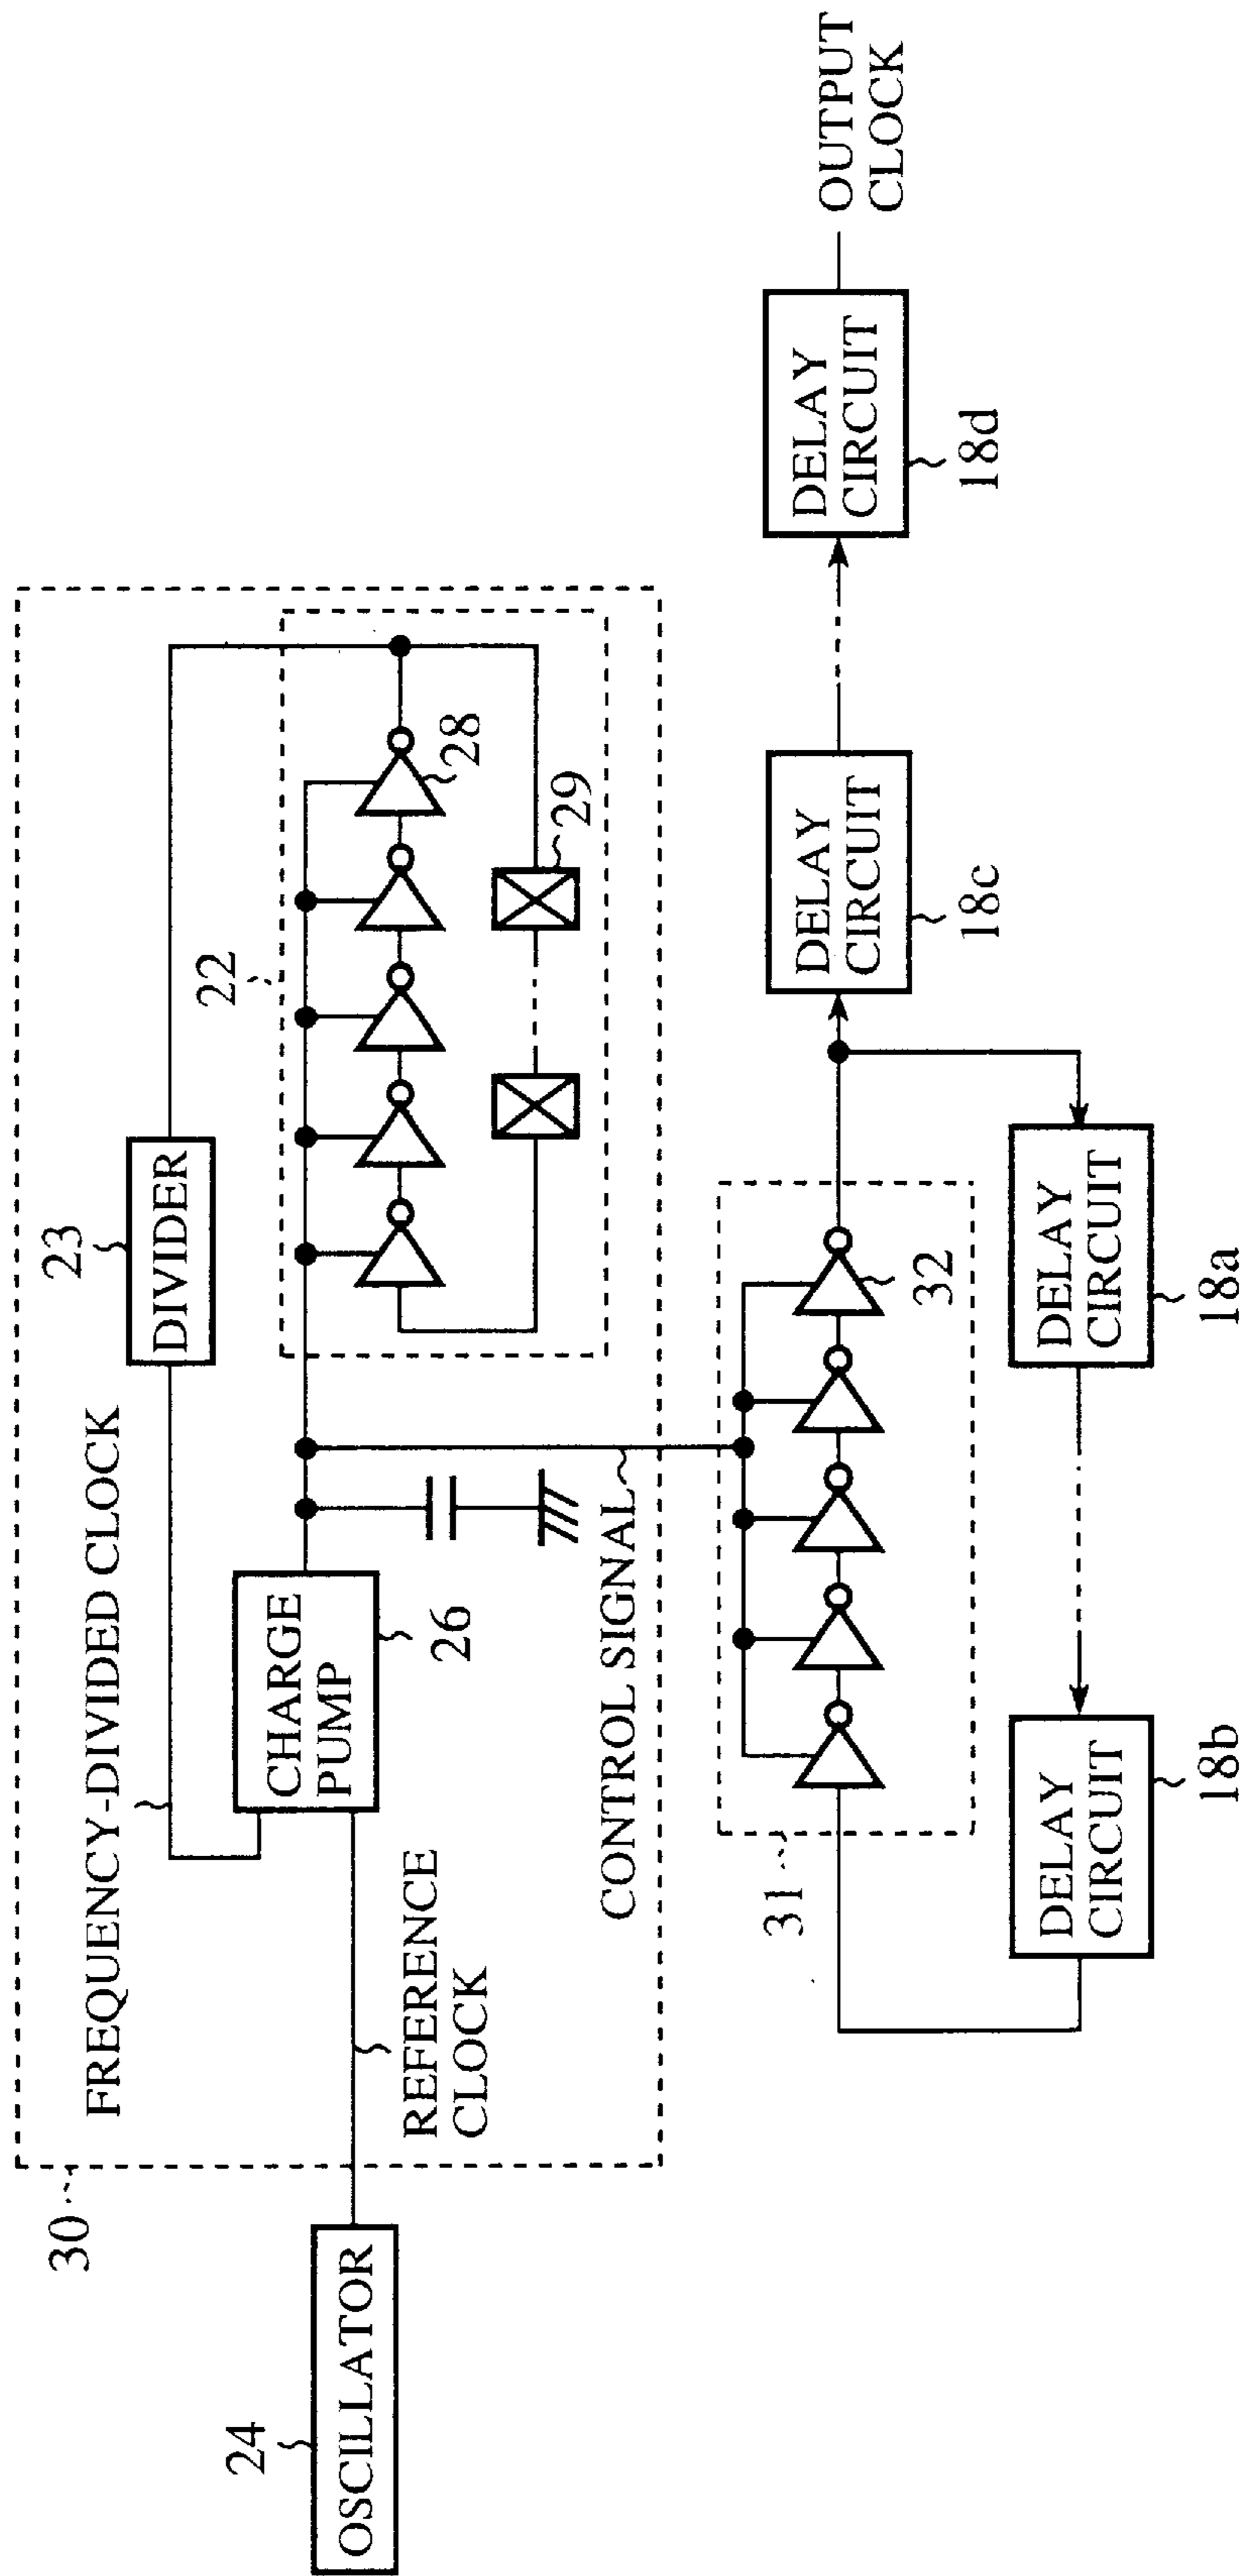 30
FREQUENCY-DIVIDED CLOCK
23
DIVIDER
22
24
OSCILLATOR
REFERENCE
CLOCK
CHARGE
PUMP
26
28
29
CONTROL SIGNAL
31
32
DELAY
CIRCUIT
18b
DELAY
CIRCUIT
18a
DELAY
CIRCUIT
18c
DELAY
CIRCUIT
18d
OUTPUT
CLOCK